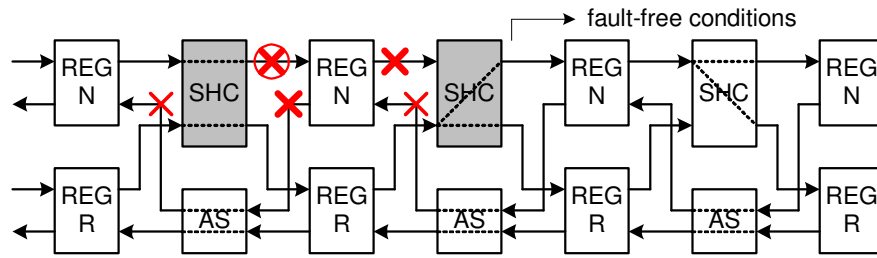 fault-free conditions
REG
N
SHC
REG
N
SHC
REG
N
SHC
REG
N
REG
R
AS
REG
R
AS
REG
R
AS
REG
R